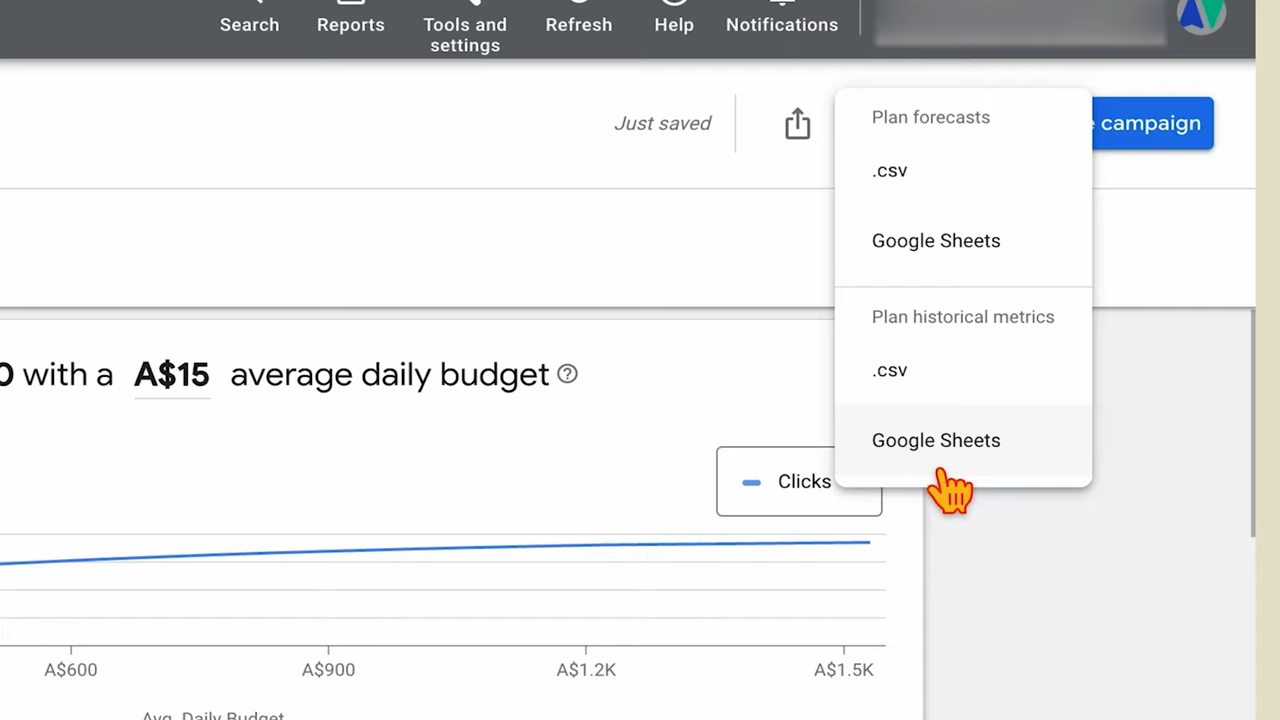 Search
Reports
Tools and
settings
Refresh
Help
Notifications
Just saved
Plan forecasts
.csv
Google Sheets
Plan historical metrics
.csv
Google Sheets
campaign
with a A$15 average daily budget
Clicks
A$600
A$900
A$1.2K
A$1.5K
Avg. Daily Budget